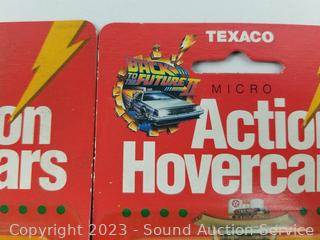 TEXACO
BACK TO THE FUTURE II
MICRO
on
ars
Action
Hovercar
Copyright 2023 - Sound Auction Service